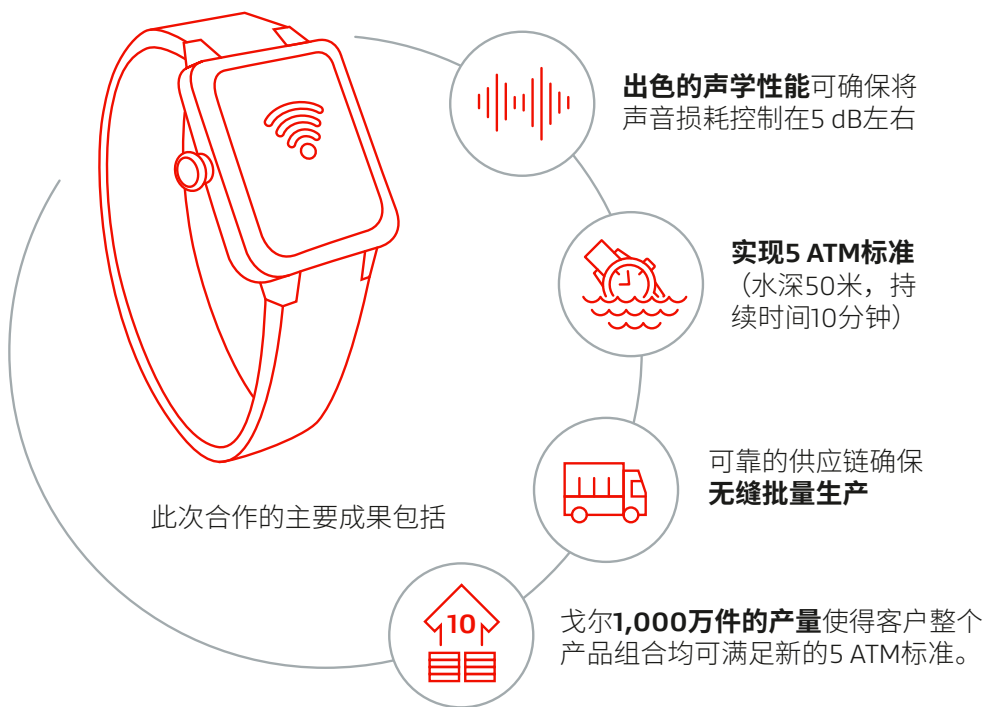 出色的声学性能可确保将
声音损耗控制在5 dB左右
实现5 ATM标准
（水深50米，持
续时间10分钟）
可靠的供应链确保
无缝批量生产
此次合作的主要成果包括
10
戈尔1,000万件的产量使得客户整个
产品组合均可满足新的5 ATM标准。